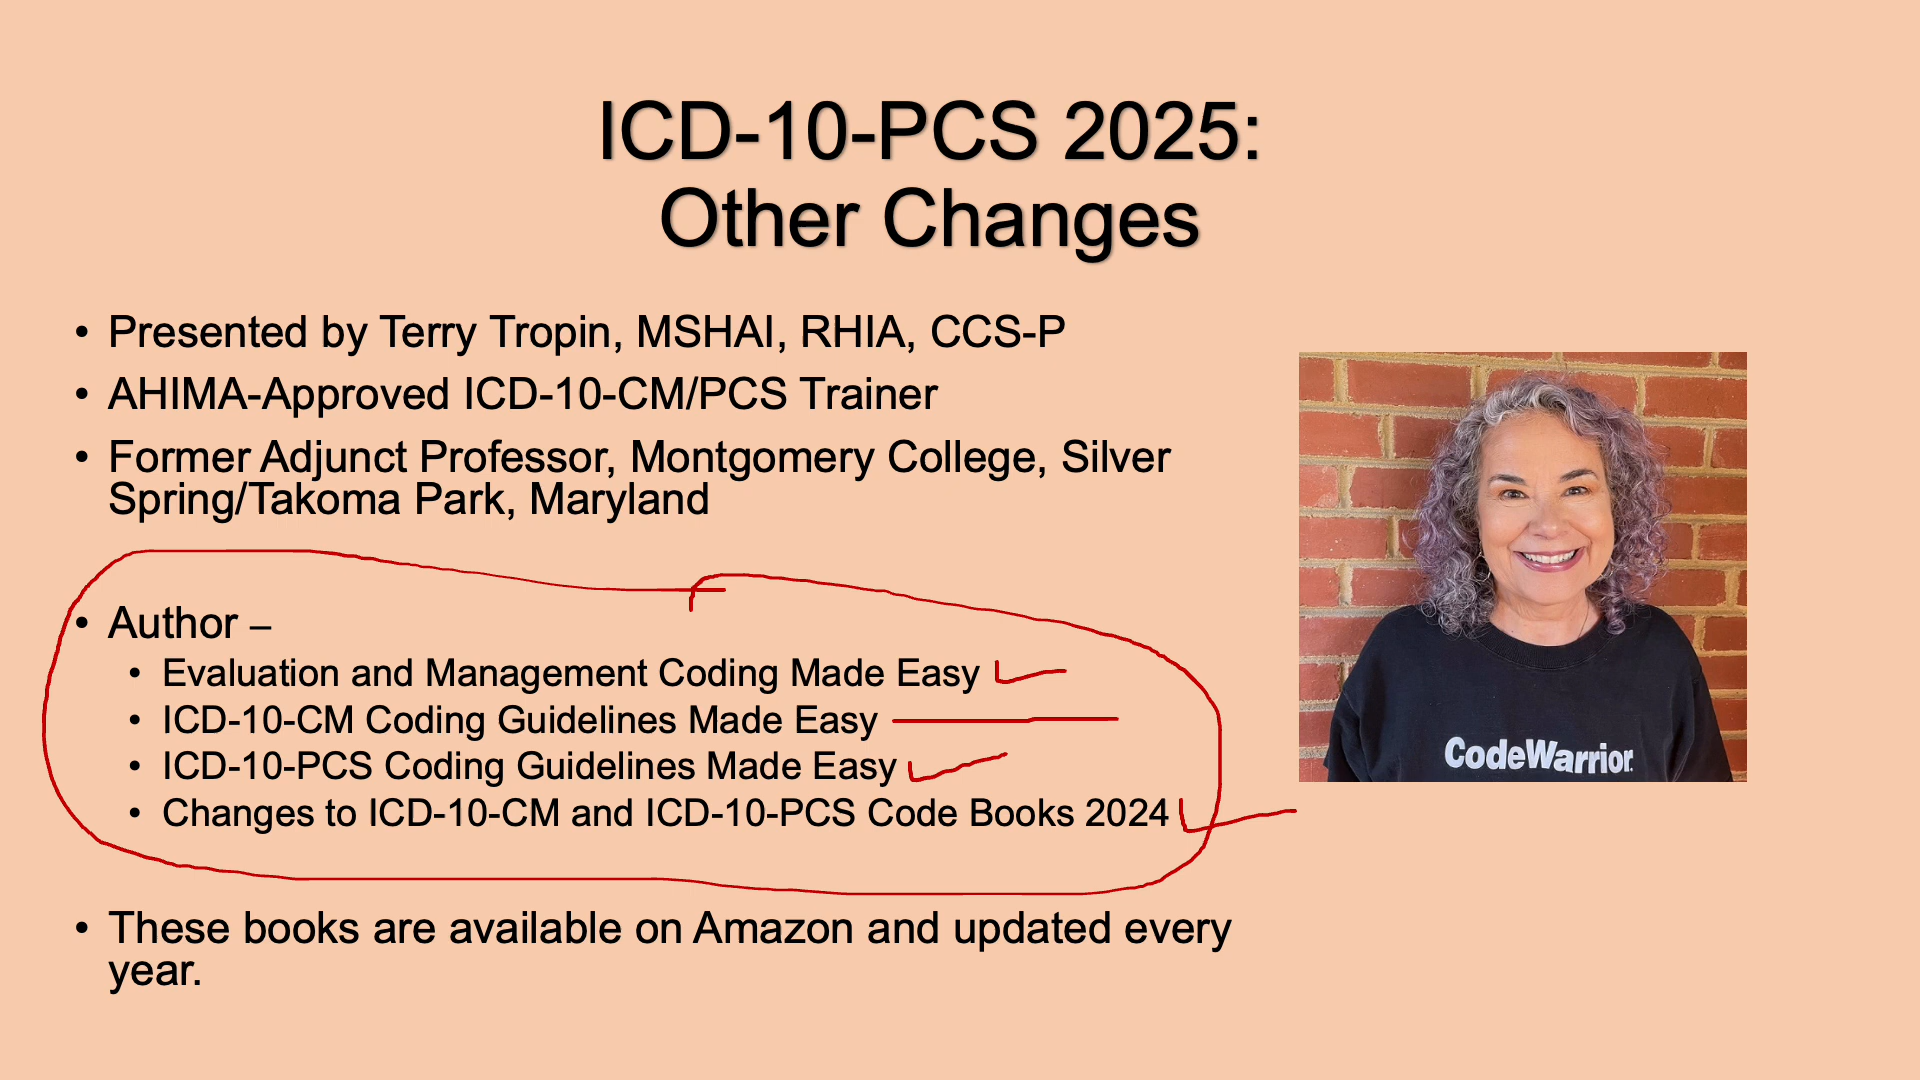 ICD-10-PCS 2025:
Other Changes
• Presented by Terry Tropin, MSHAI, RHIA, CCS-P
• AHIMA-Approved ICD-10-CM/PCS Trainer
• Former Adjunct Professor, Montgomery College, Silver
Spring/Takoma Park, Maryland
• Author –
• Evaluation and Management Coding Made Easy
• ICD-10-CM Coding Guidelines Made Easy
• ICD-10-PCS Coding Guidelines Made Easy
• Changes to ICD-10-CM and ICD-10-PCS Code Books 2024
• These books are available on Amazon and updated every
year.
CodeWarrior.